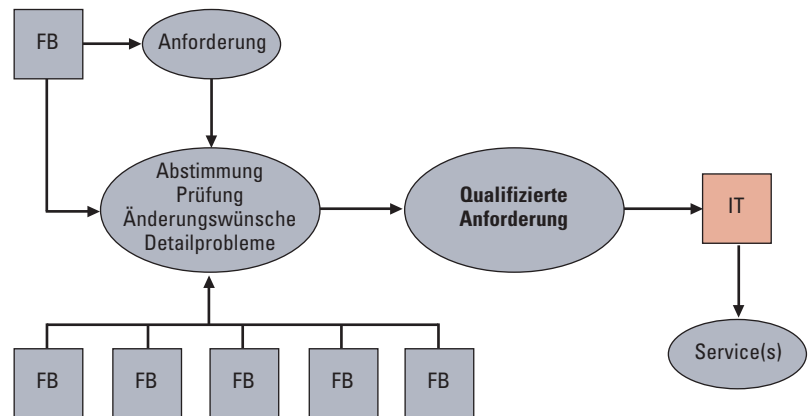 FB
Anforderung
Abstimmung
Prüfung
Änderungswünsche
Detailprobleme
Qualifizierte
Anforderung
IT
Service(s)
FB
FB
FB
FB
FB